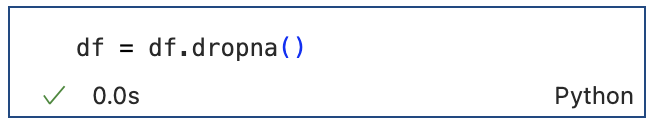 df = df.dropna()
0.0s
Python